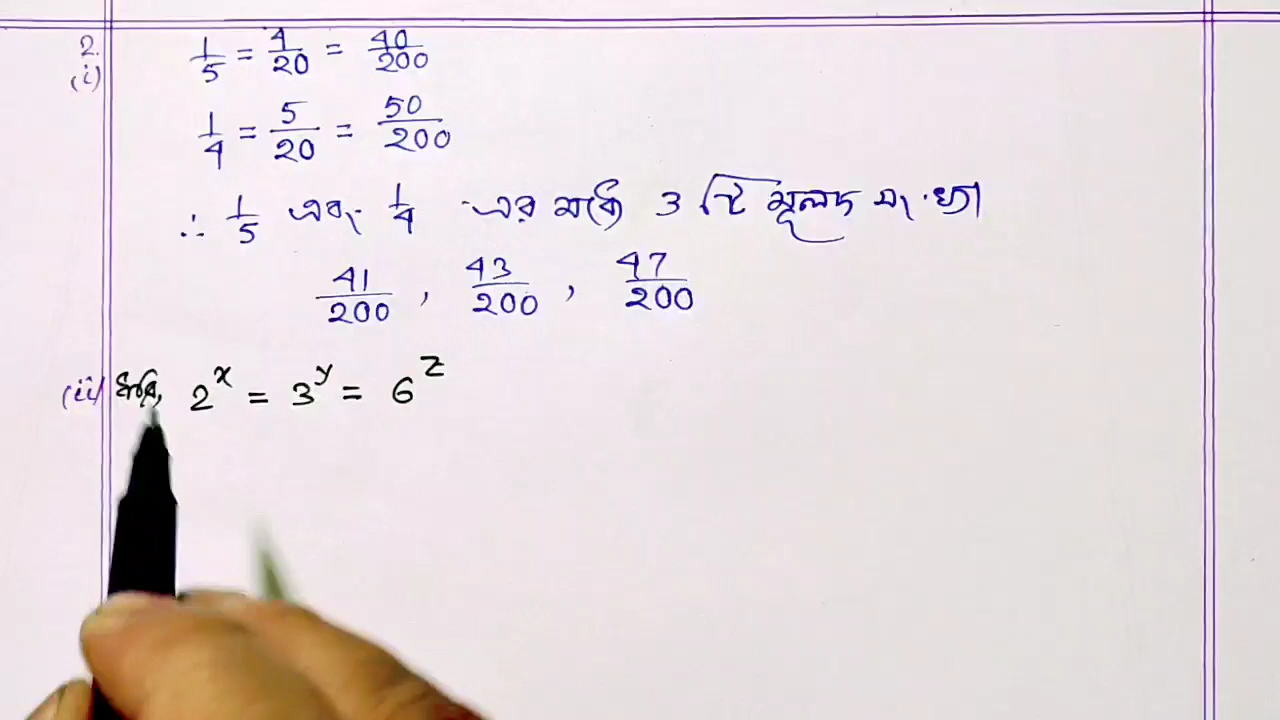 2.
(i) 1/5 = 4/20 = 40/200
1/4 = 5/20 = 50/200
∴ 1/5 এবং 1/4 -এর মধ্যে 3 টি মূলদ সংখ্যা
41/200 , 43/200 , 47/200
(ii) ধরি, 2^x = 3^y = 6^z